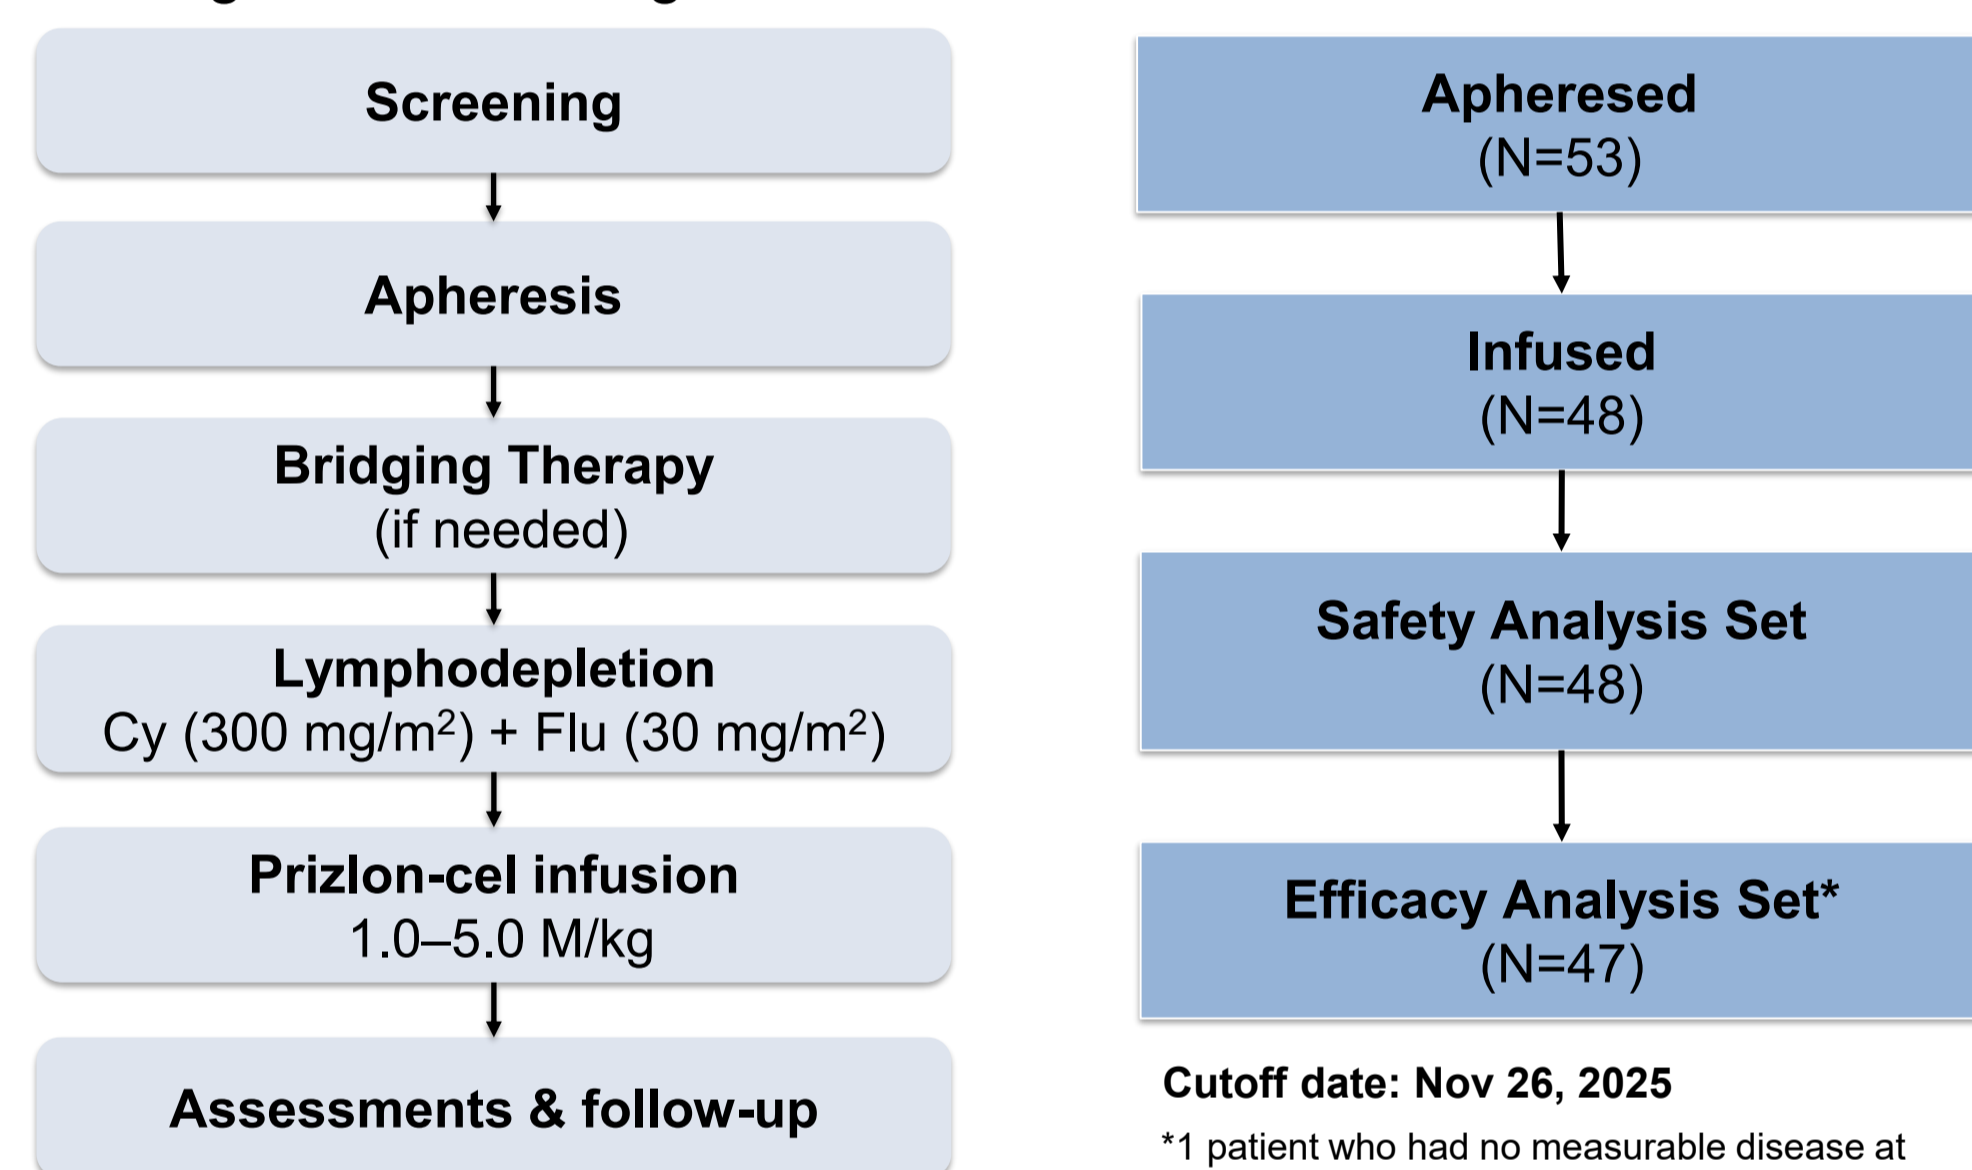 Screening
Apheresis
Bridging Therapy
(if needed)
Lymphodepletion
Cy (300 mg/m²) + Flu (30 mg/m²)
Prizlon-cel infusion
1.0–5.0 M/kg
Assessments & follow-up
Apheresed
(N=53)
Infused
(N=48)
Safety Analysis Set
(N=48)
Efficacy Analysis Set*
(N=47)
Cutoff date: Nov 26, 2025
*1 patient who had no measurable disease at